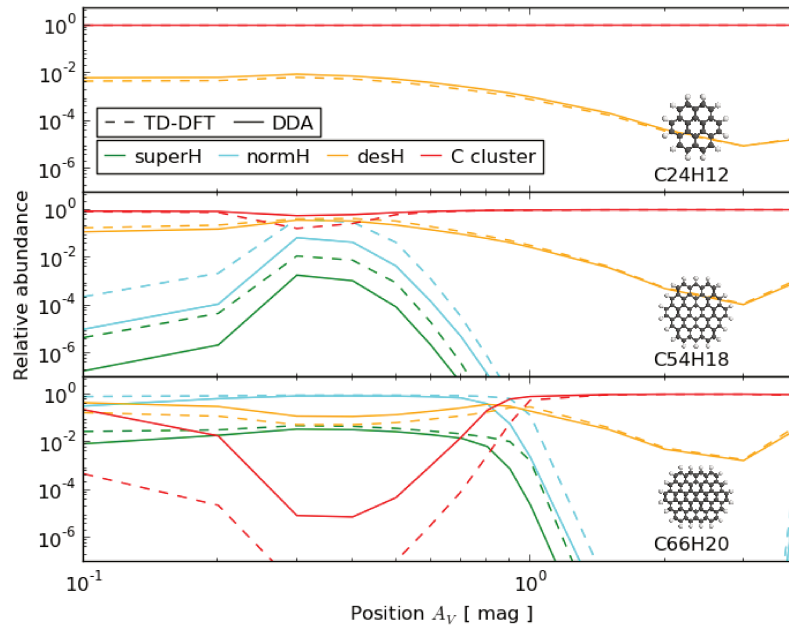 10^0
10^-2
10^-4
10^-6
TD-DFT DDA
superH normH desH C cluster
C24H12
Relative abundance
10^0
10^-2
10^-4
10^-6
C54H18
10^0
10^-2
10^-4
10^-6
C66H20
10^-1 10^0
Position A_V [ mag ]